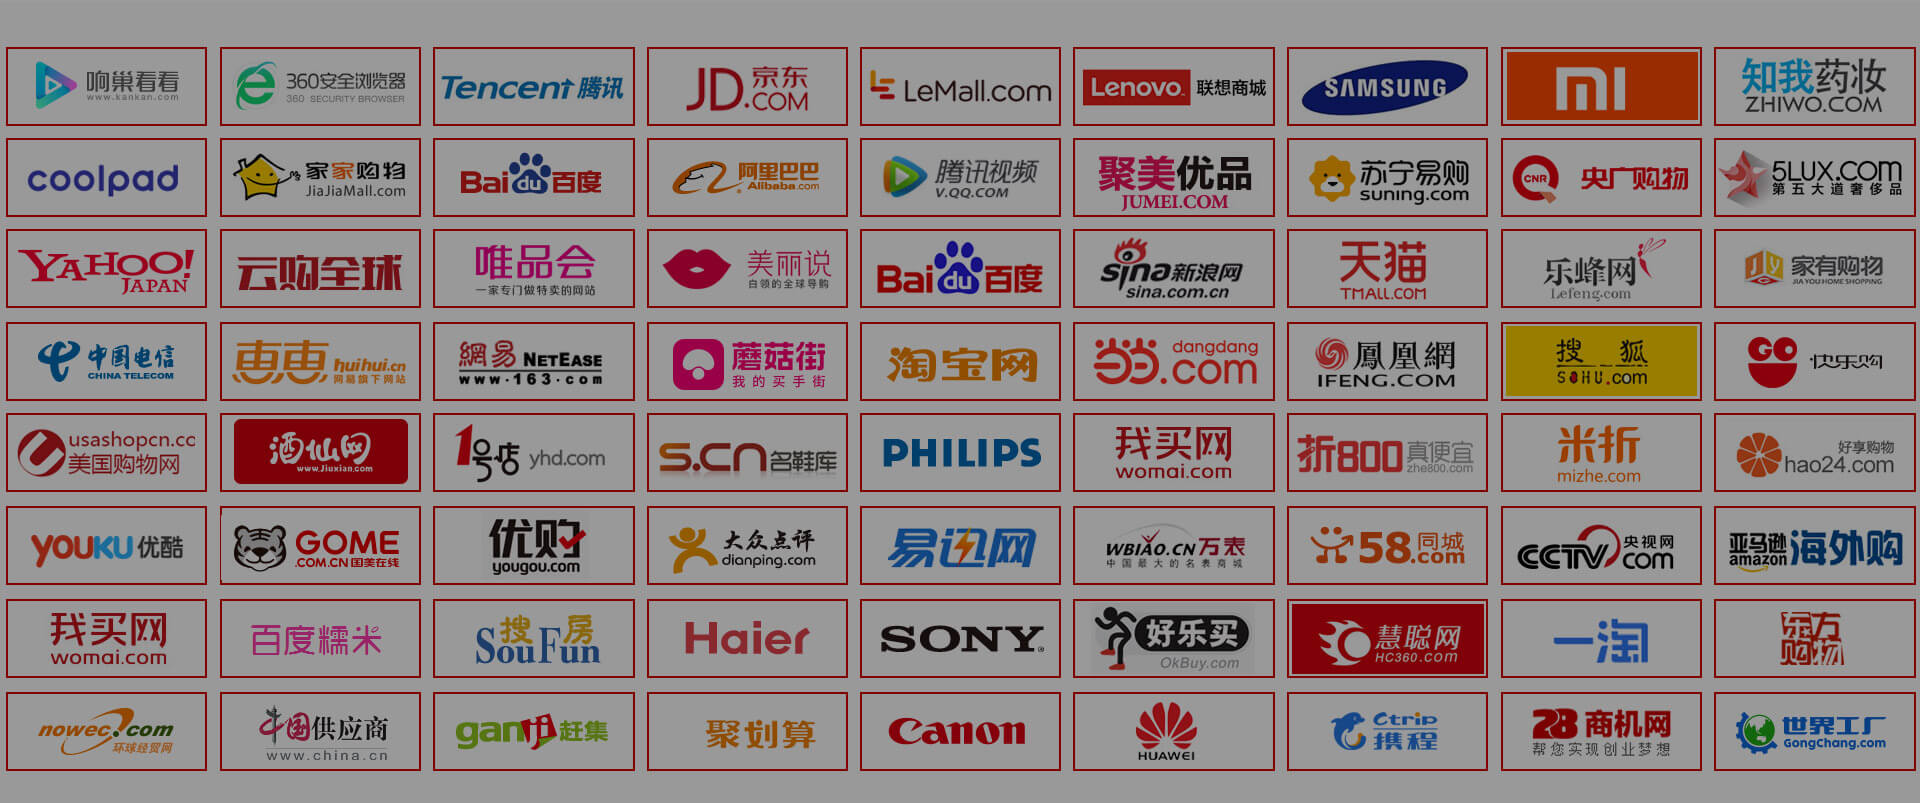 响巢看看
www.kankan.com
360安全浏览器
360 SECURITY BROWSER
Tencent 腾讯
JD.京东
.COM
LeMall.com
Lenovo 联想商城
SAMSUNG
mi
知我药妆
ZHIWO.COM
coolpad
家家购物
JiaJiaMall.com
Bai du 百度
阿里巴巴
Alibaba.com
腾讯视频
V.QQ.COM
聚美优品
JUMEI.COM
苏宁易购
suning.com
CNR 央广购物
5LUX.COM
第五大道奢侈品
YAHOO!
JAPAN
云购全球
唯品会
一家专门做特卖的网站
美丽说
白领的全球导购
Bai du 百度
sina新浪网
sina.com.cn
天猫
TMALL.COM
乐蜂网
Lefeng.com
JY 家有购物
JIA YOU HOME SHOPPING
中国电信
CHINA TELECOM
惠惠 huihui.cn
网易旗下网站
網易 NETEASE
www.163.com
蘑菇街
我的买手街
淘宝网
当当.com
dangdang
鳳凰網
IFENG.COM
搜狐
SOHU.com
GO 快乐购
usashopcn.cc
美国购物网
酒仙网
www.Jiuxian.com
1号店 yhd.com
s.cn 名鞋库
PHILIPS
我买网
womai.com
折800 真便宜
zhe800.com
米折
mizhe.com
好享购物
hao24.com
YOUKU 优酷
GOME
.COM.CN 国美在线
优购
yougou.com
大众点评
dianping.com
易迅网
WBIAO.CN 万表
中国最大的名表商城
58同城
.com
CCTV.央视网
com
亚马逊 海外购
amazon
我买网
womai.com
百度糯米
搜房
SouFun
Haier
SONY
好乐买
OkBuy.com
慧聪网
HC360.com
一淘
东方
购物
nowec.com
环球经贸网
中国供应商
www.china.cn
ganji 赶集
聚划算
Canon
HUAWEI
Ctrip
携程
28商机网
帮您实现创业梦想
世界工厂
GongChang.com